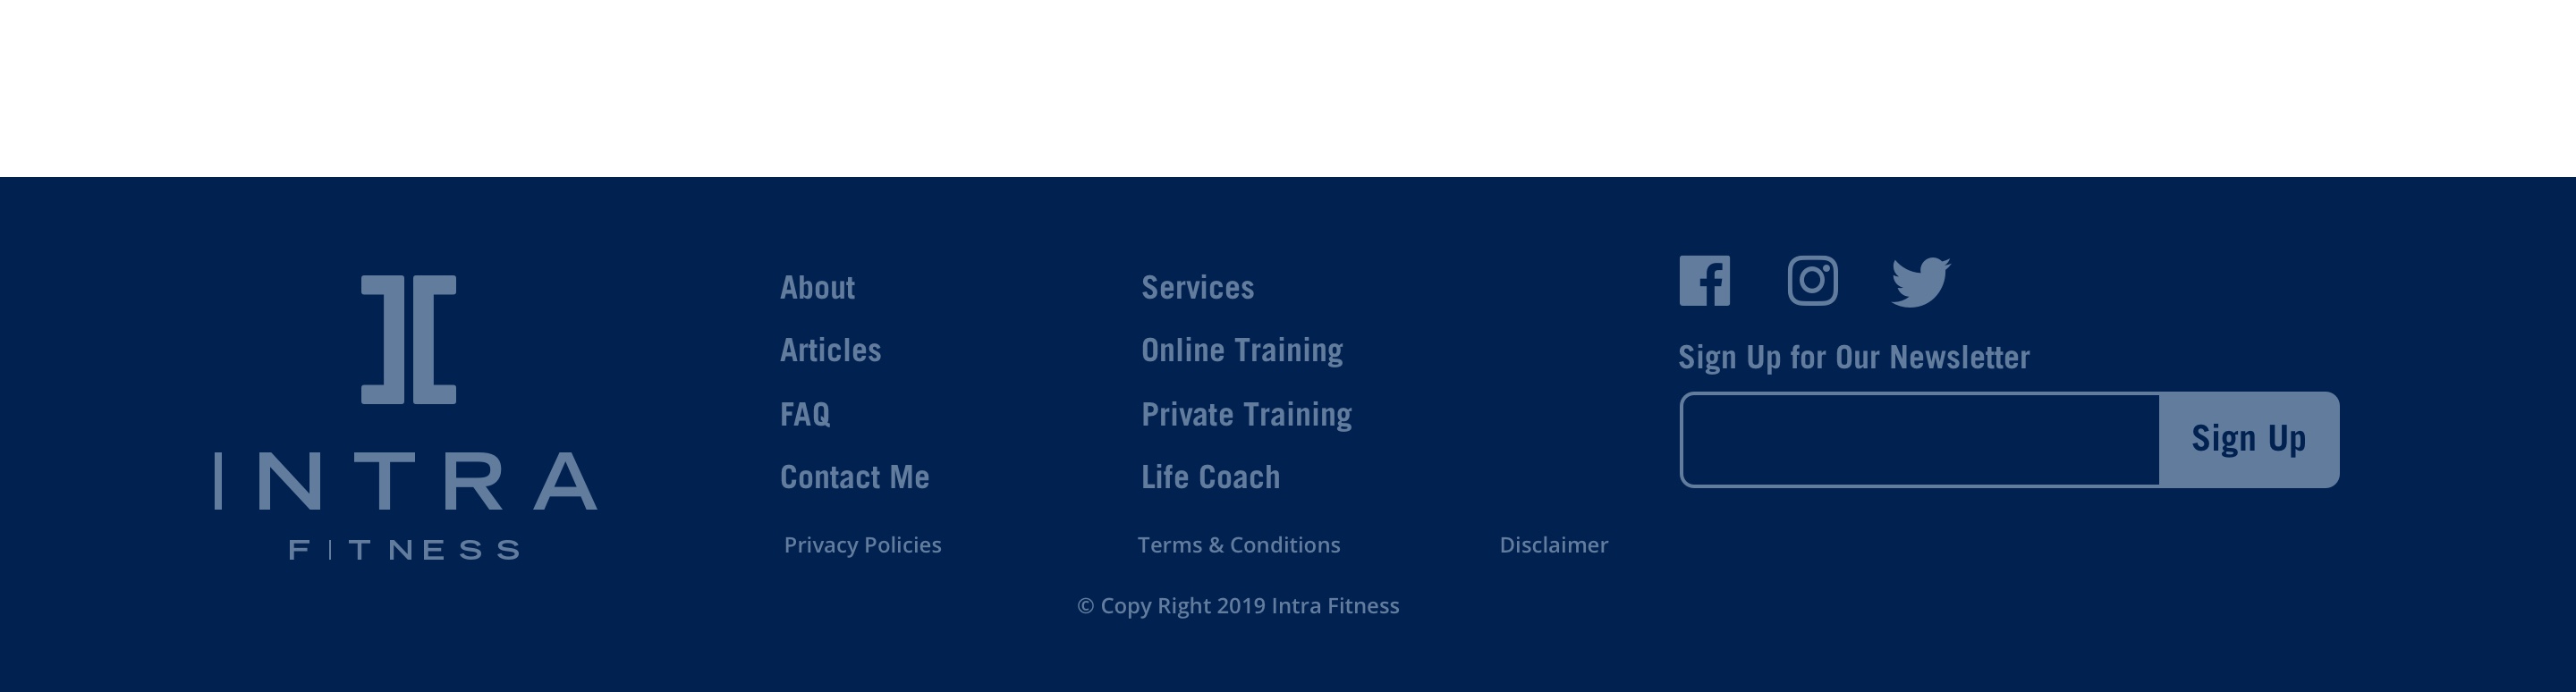 INTRA
FITNESS
About
Articles
FAQ
Contact Me
Services
Online Training
Private Training
Life Coach
Sign Up for Our Newsletter
Sign Up
Privacy Policies
Terms & Conditions
Disclaimer
© Copy Right 2019 Intra Fitness